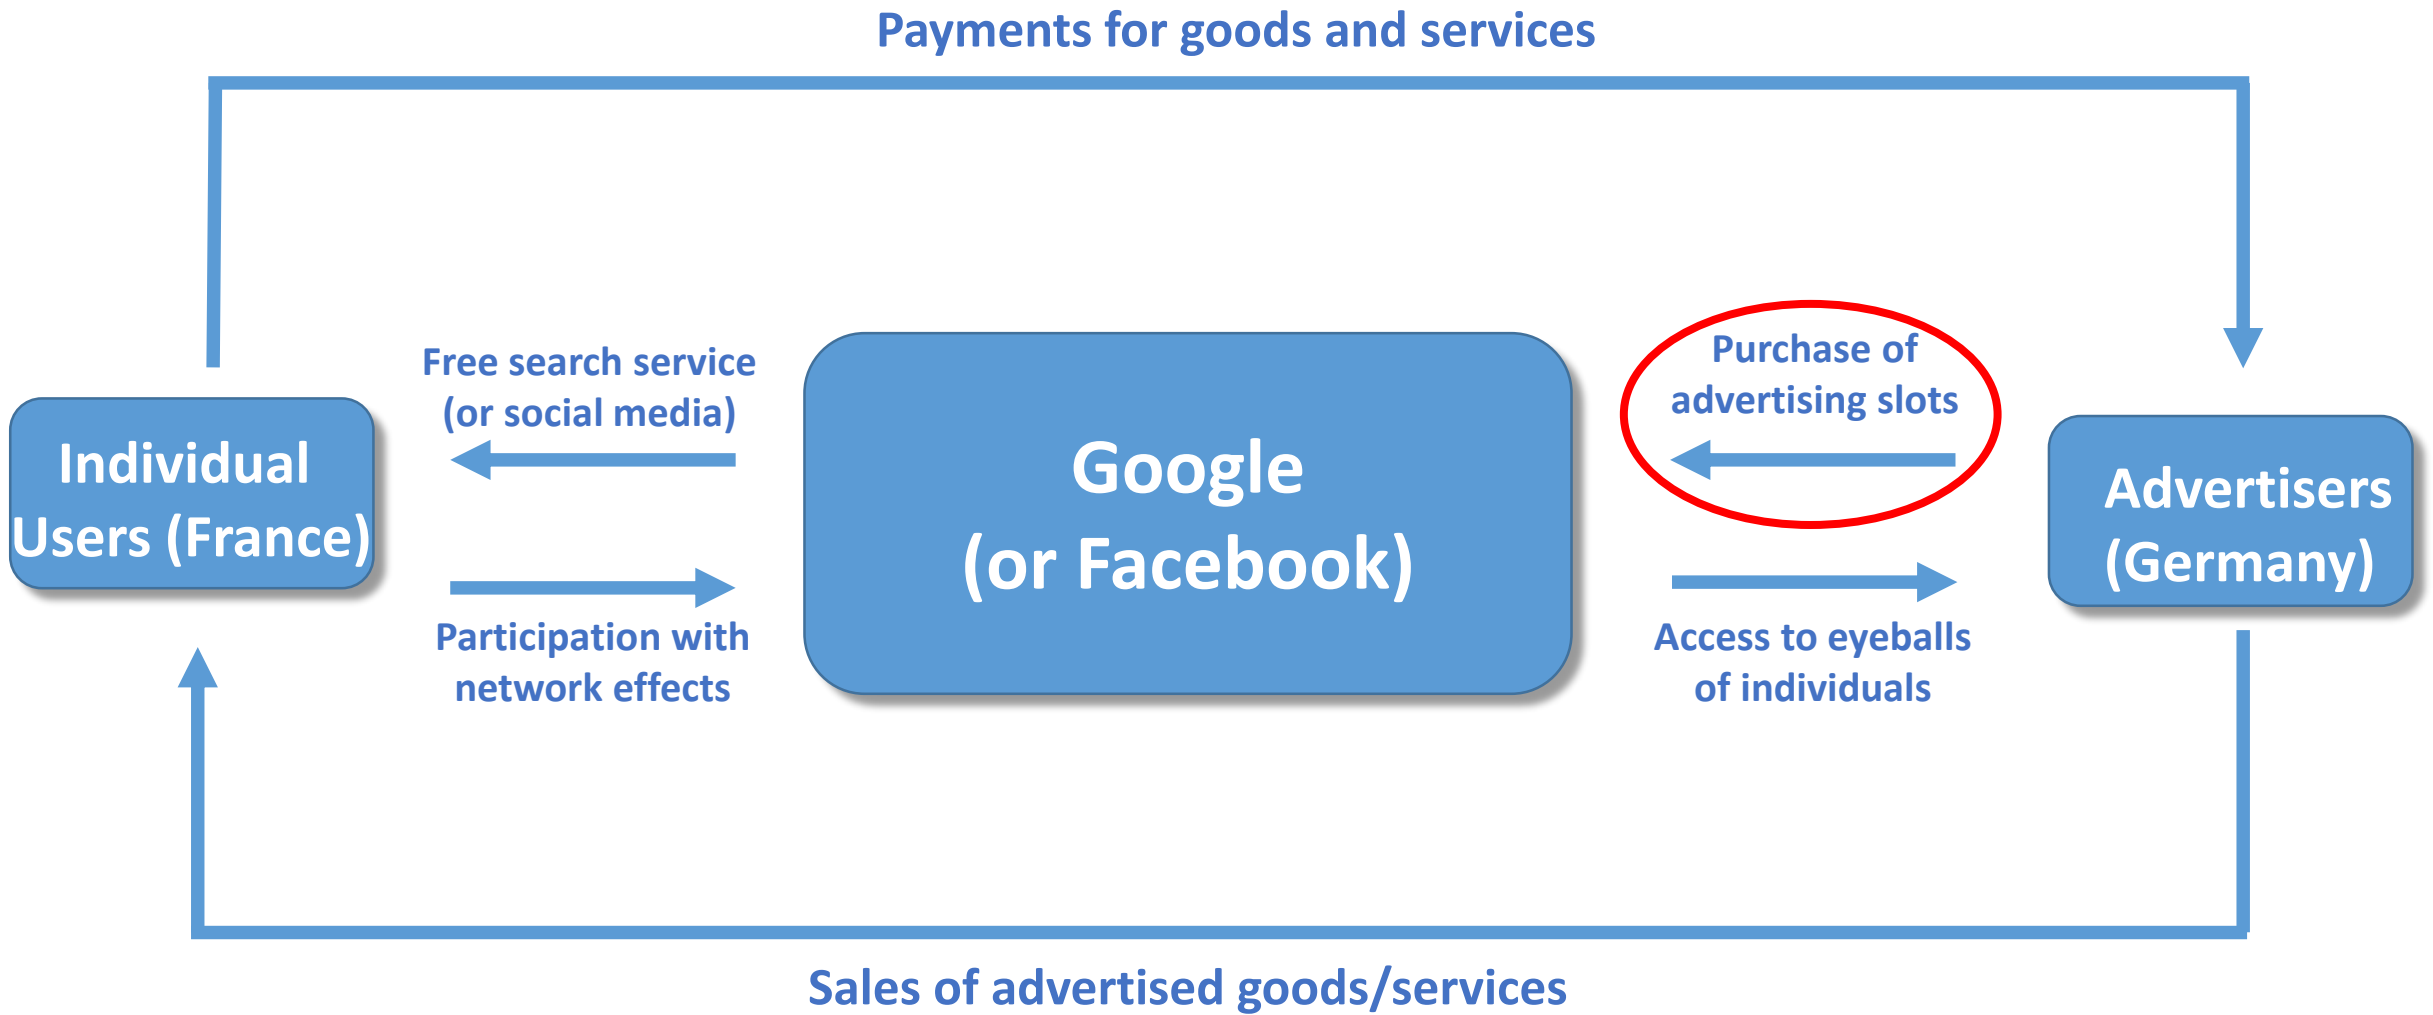 Payments for goods and services
Free search service
(or social media)
Purchase of
advertising slots
Individual
Users (France)
Google
(or Facebook)
Advertisers
(Germany)
Participation with
network effects
Access to eyeballs
of individuals
Sales of advertised goods/services